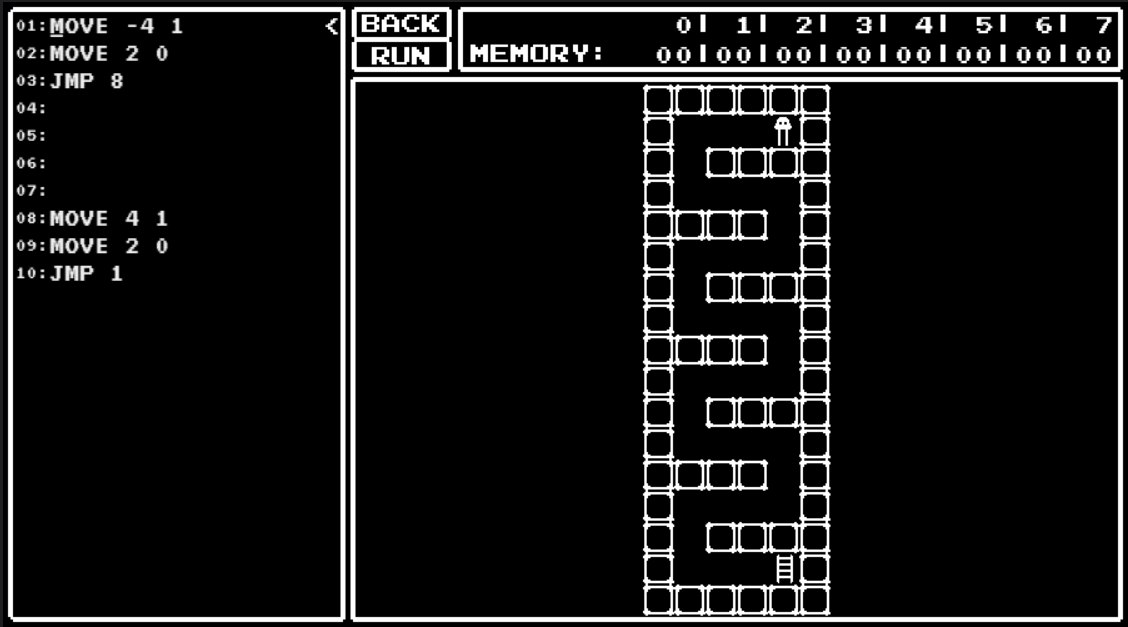 01:MOVE -4 1 <
02:MOVE 2 0
03:JMP 8
04:
05:
06:
07:
08:MOVE 4 1
09:MOVE 2 0
10:JMP 1
BACK
RUN
0| 1| 2| 3| 4| 5| 6| 7
MEMORY: 00|00|00|00|00|00|00|00